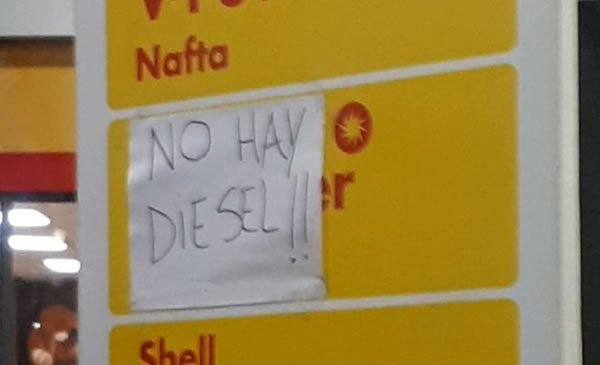 Nafta
NO HAY
DIESEL!!
er
Shell